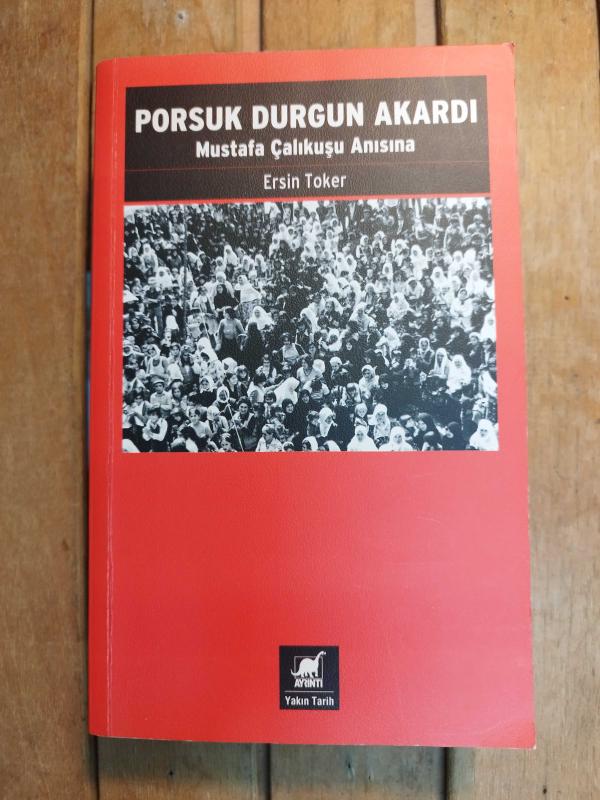 PORSUK DURGUN AKARDI
Mustafa Çalıkuşu Anısına
Ersin Toker
AYRINTI
Yakın Tarih